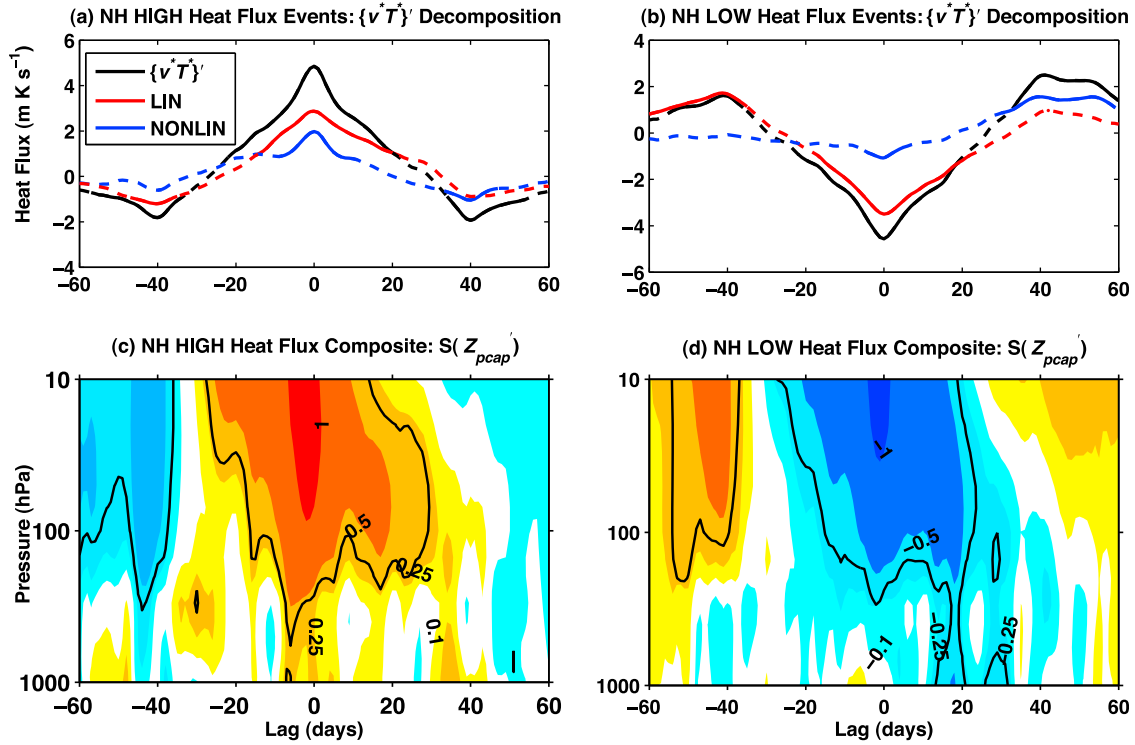 (a) NH HIGH Heat Flux Events: {v*T*}′ Decomposition
6
4
2
0
−2
−4
Heat Flux (m K s⁻¹)
{v*T*}′
LIN
NONLIN
−60 −40 −20 0 20 40 60
(b) NH LOW Heat Flux Events: {v*T*}′ Decomposition
4
2
0
−2
−4
−6
−60 −40 −20 0 20 40 60
(c) NH HIGH Heat Flux Composite: S( Z_pcap′)
10
100
1000
Pressure (hPa)
1
0.5
0.25
0.25
0.1
−60 −40 −20 0 20 40 60
Lag (days)
(d) NH LOW Heat Flux Composite: S( Z_pcap′)
10
100
1000
−1
−0.5
−0.1
−0.25
−0.25
−60 −40 −20 0 20 40 60
Lag (days)